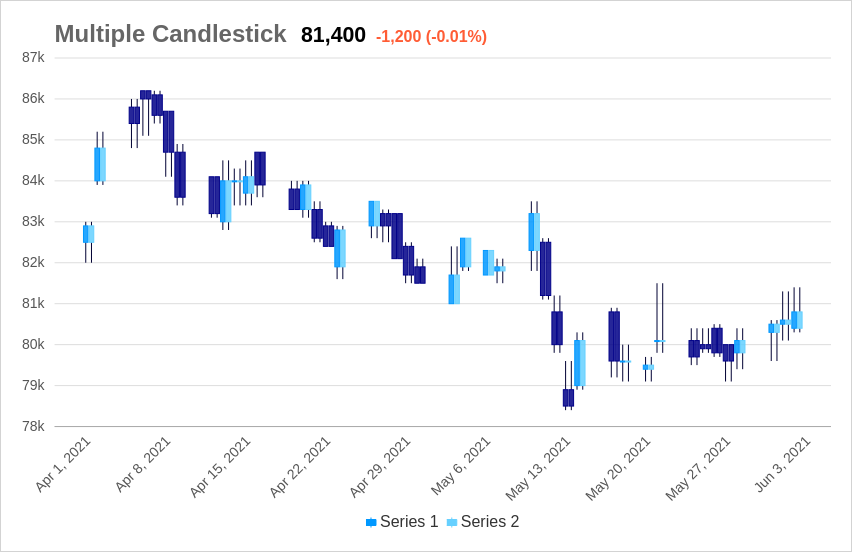 Multiple Candlestick 81,400 -1,200 (-0.01%)
87k
86k
85k
84k
83k
82k
81k
80k
79k
78k
Apr 1, 2021 Apr 8, 2021 Apr 15, 2021 Apr 22, 2021 Apr 29, 2021 May 6, 2021 May 13, 2021 May 20, 2021 May 27, 2021 Jun 3, 2021
Series 1 Series 2